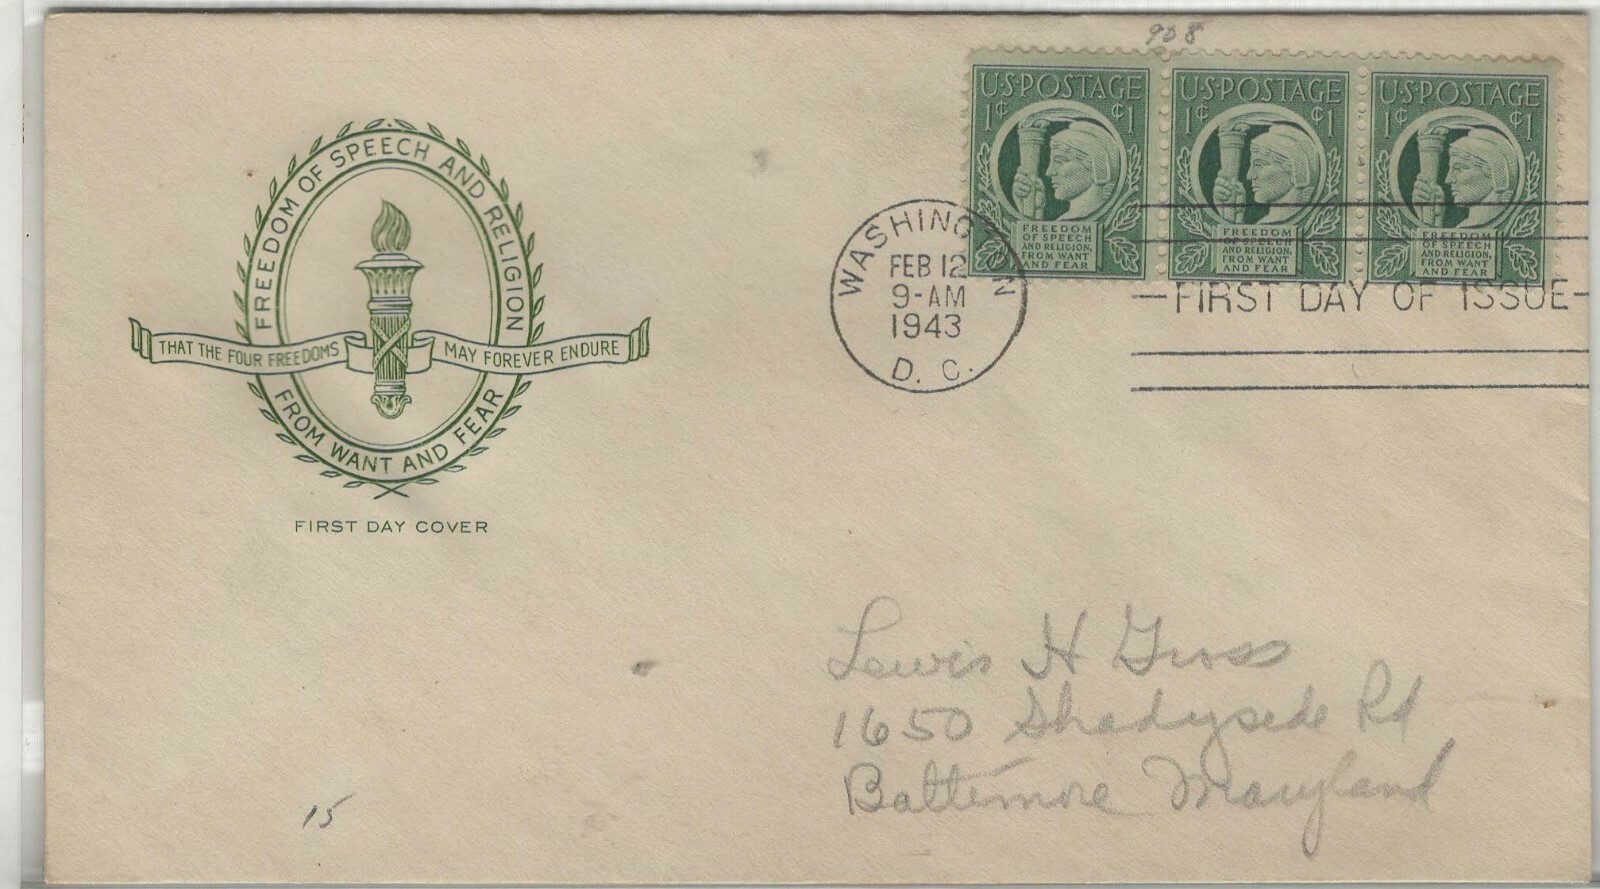 908
U.S. POSTAGE U.S. POSTAGE U.S. POSTAGE
1¢ ¢1 1¢ ¢1 1¢ ¢1
FREEDOM
OF SPEECH
AND RELIGION,
FROM WANT
AND FEAR
FREEDOM
OF SPEECH
AND RELIGION,
FROM WANT
AND FEAR
FREEDOM
OF SPEECH
AND RELIGION,
FROM WANT
AND FEAR
FREEDOM OF SPEECH AND RELIGION
THAT THE FOUR FREEDOMS MAY FOREVER ENDURE
FROM WANT AND FEAR
FIRST DAY COVER
WASHINGTON
FEB 12
9-AM
1943
D. C.
FIRST DAY OF ISSUE
Lewis H Gross
1650 Shadyside Rd
Baltimore Maryland
15